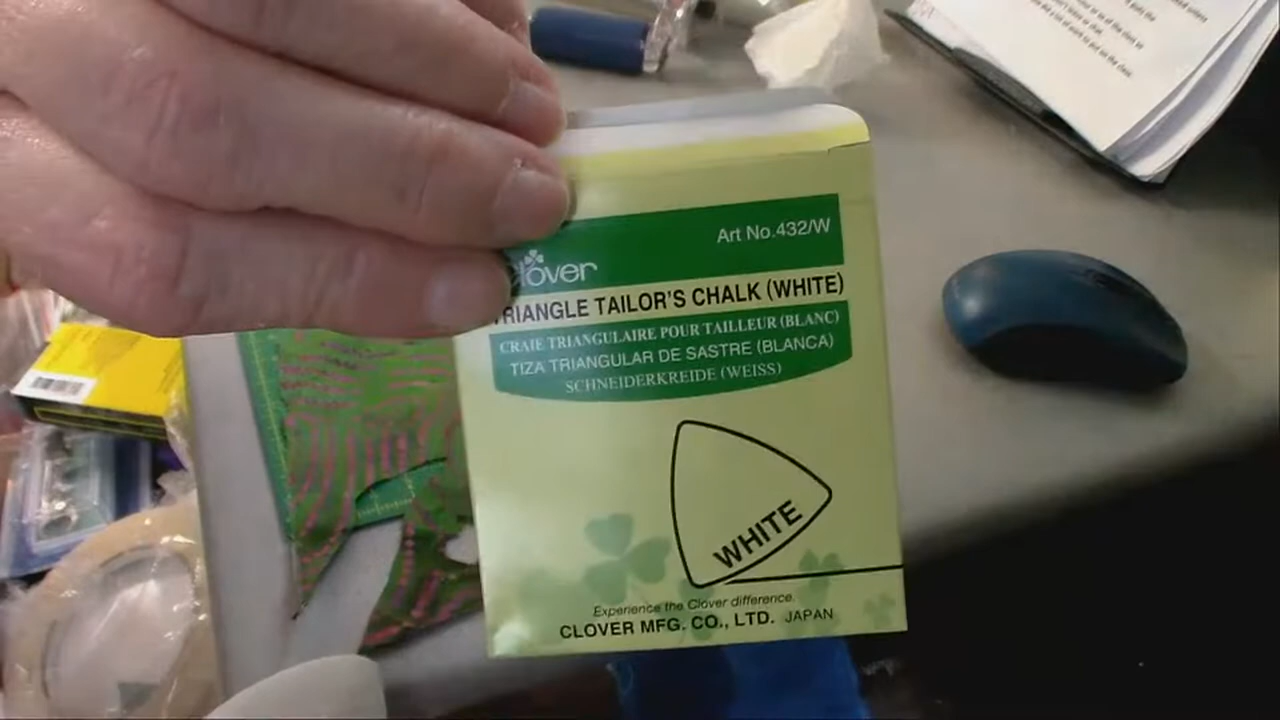 Art No.432/W
Clover
TRIANGLE TAILOR'S CHALK (WHITE)
CRAIE TRIANGULAIRE POUR TAILLEUR (BLANC)
TIZA TRIANGULAR DE SASTRE (BLANCA)
SCHNEIDERKREIDE (WEISS)
WHITE
Experience the Clover difference.
CLOVER MFG. CO., LTD. JAPAN